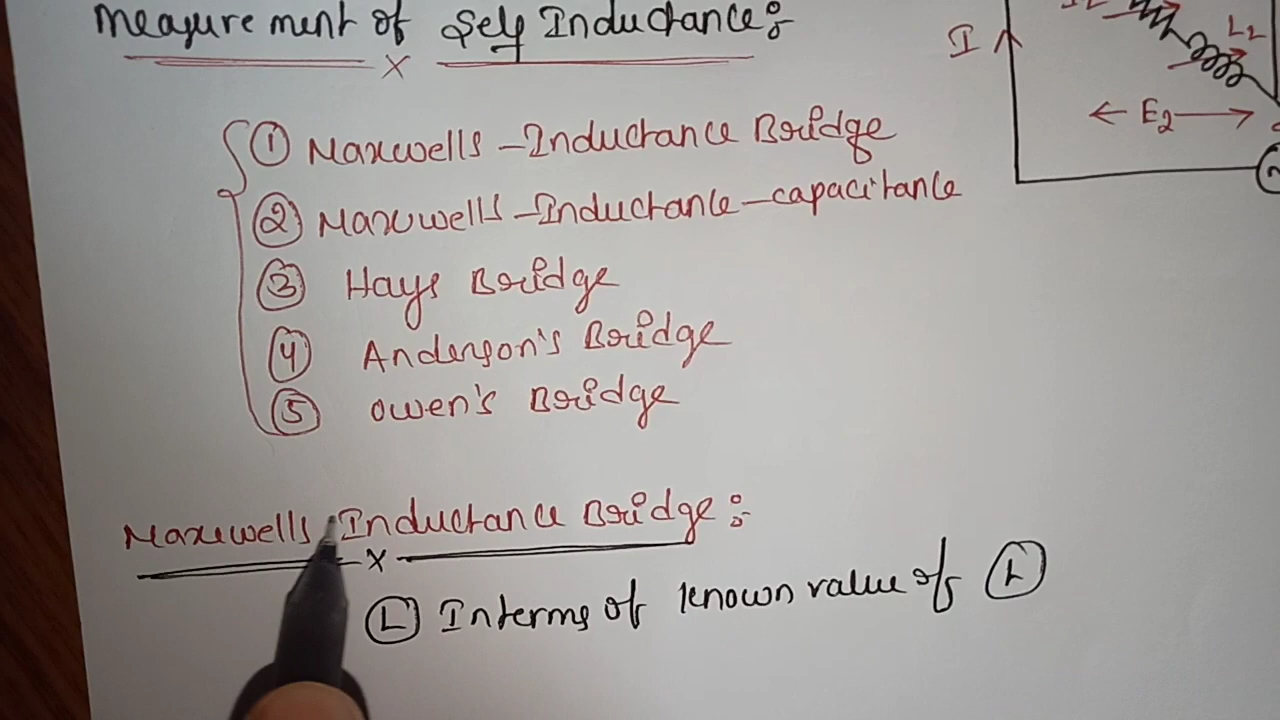 Measurement of Self Inductance:
I
L2
← E2 →
① Maxwells - Inductance Bridge
② Maxwells - Inductance - capacitance
③ Hays Bridge
④ Anderson's Bridge
⑤ Owen's Bridge
Maxwells Inductance Bridge:-
x
Ⓛ Interms of known value of Ⓛ